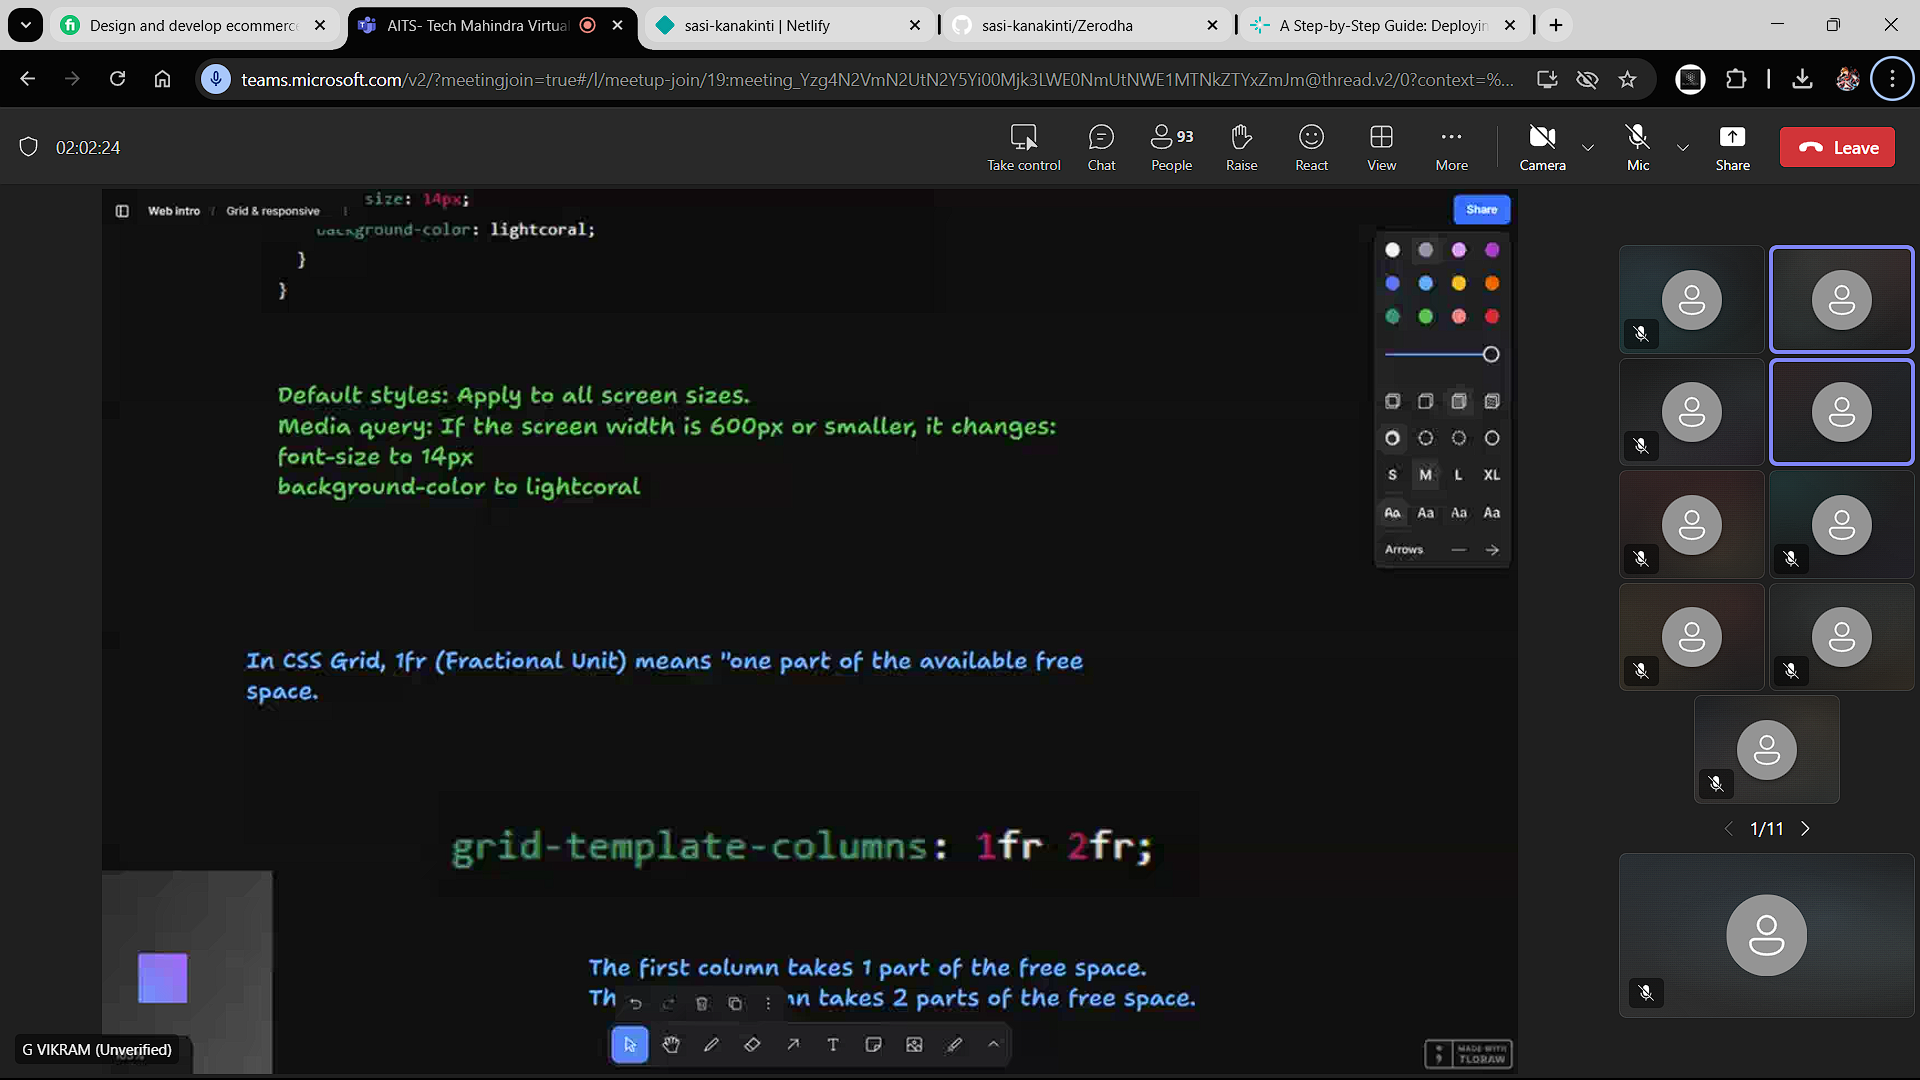 Design and develop ecommerc
AITS- Tech Mahindra Virtual
sasi-kanakinti | Netlify
sasi-kanakinti/Zerodha
A Step-by-Step Guide: Deployin
teams.microsoft.com/v2/?meetingjoin=true#/l/meetup-join/19:meeting_Yzg4N2VmN2UtN2Y5Yi00Mjk3LWE0NmUtNWE1MTNkZTYxZmJm@thread.v2/0?context=%...
02:02:24
Take control
Chat
93
People
Raise
React
View
More
Camera
Mic
Share
Leave
Web intro / Grid & responsive
Share
size: 14px;
background-color: lightcoral;
}
}
Default styles: Apply to all screen sizes.
Media query: If the screen width is 600px or smaller, it changes:
font-size to 14px
background-color to lightcoral
S M L XL
Aa Aa Aa Aa
Arrows
In CSS Grid, 1fr (Fractional Unit) means "one part of the available free
space.
grid-template-columns: 1fr 2fr;
The first column takes 1 part of the free space.
Th
n takes 2 parts of the free space.
1/11
G VIKRAM (Unverified)
MADE WITH
TLDRAW